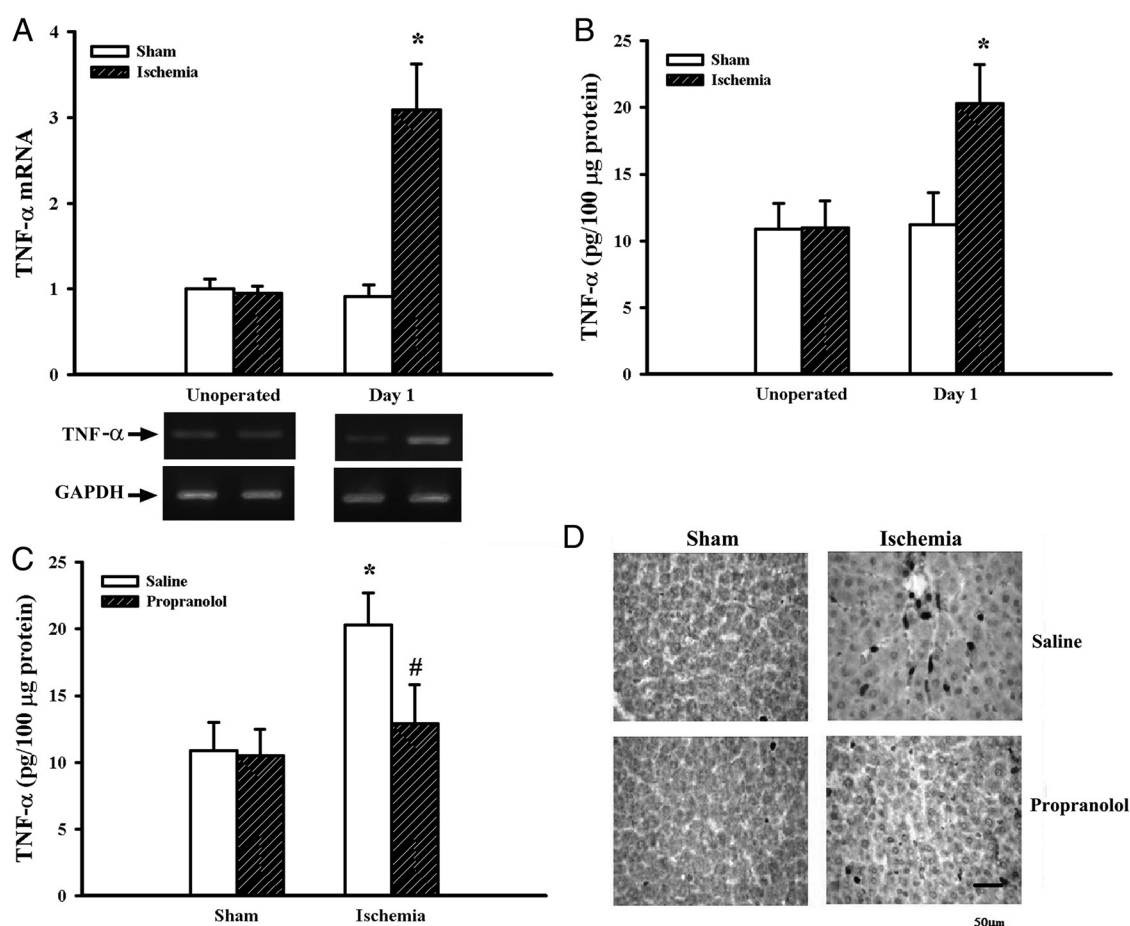 A
4
3
2
1
0
TNF-α mRNA
Sham
Ischemia
*
Unoperated
Day 1
TNF-α
GAPDH
B
25
20
15
10
5
0
TNF-α (pg/100 μg protein)
Sham
Ischemia
*
Unoperated
Day 1
C
25
20
15
10
5
0
TNF-α (pg/100 μg protein)
Saline
Propranolol
*
#
Sham
Ischemia
D
Sham
Ischemia
Saline
Propranolol
50μm